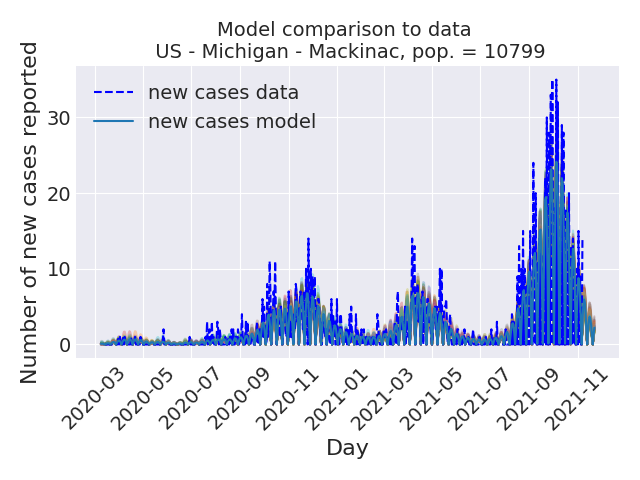 Model comparison to data
US - Michigan - Mackinac, pop. = 10799
Number of new cases reported
30
20
10
0
new cases data
new cases model
2020-03
2020-05
2020-07
2020-09
2020-11
2021-01
2021-03
2021-05
2021-07
2021-09
2021-11
Day